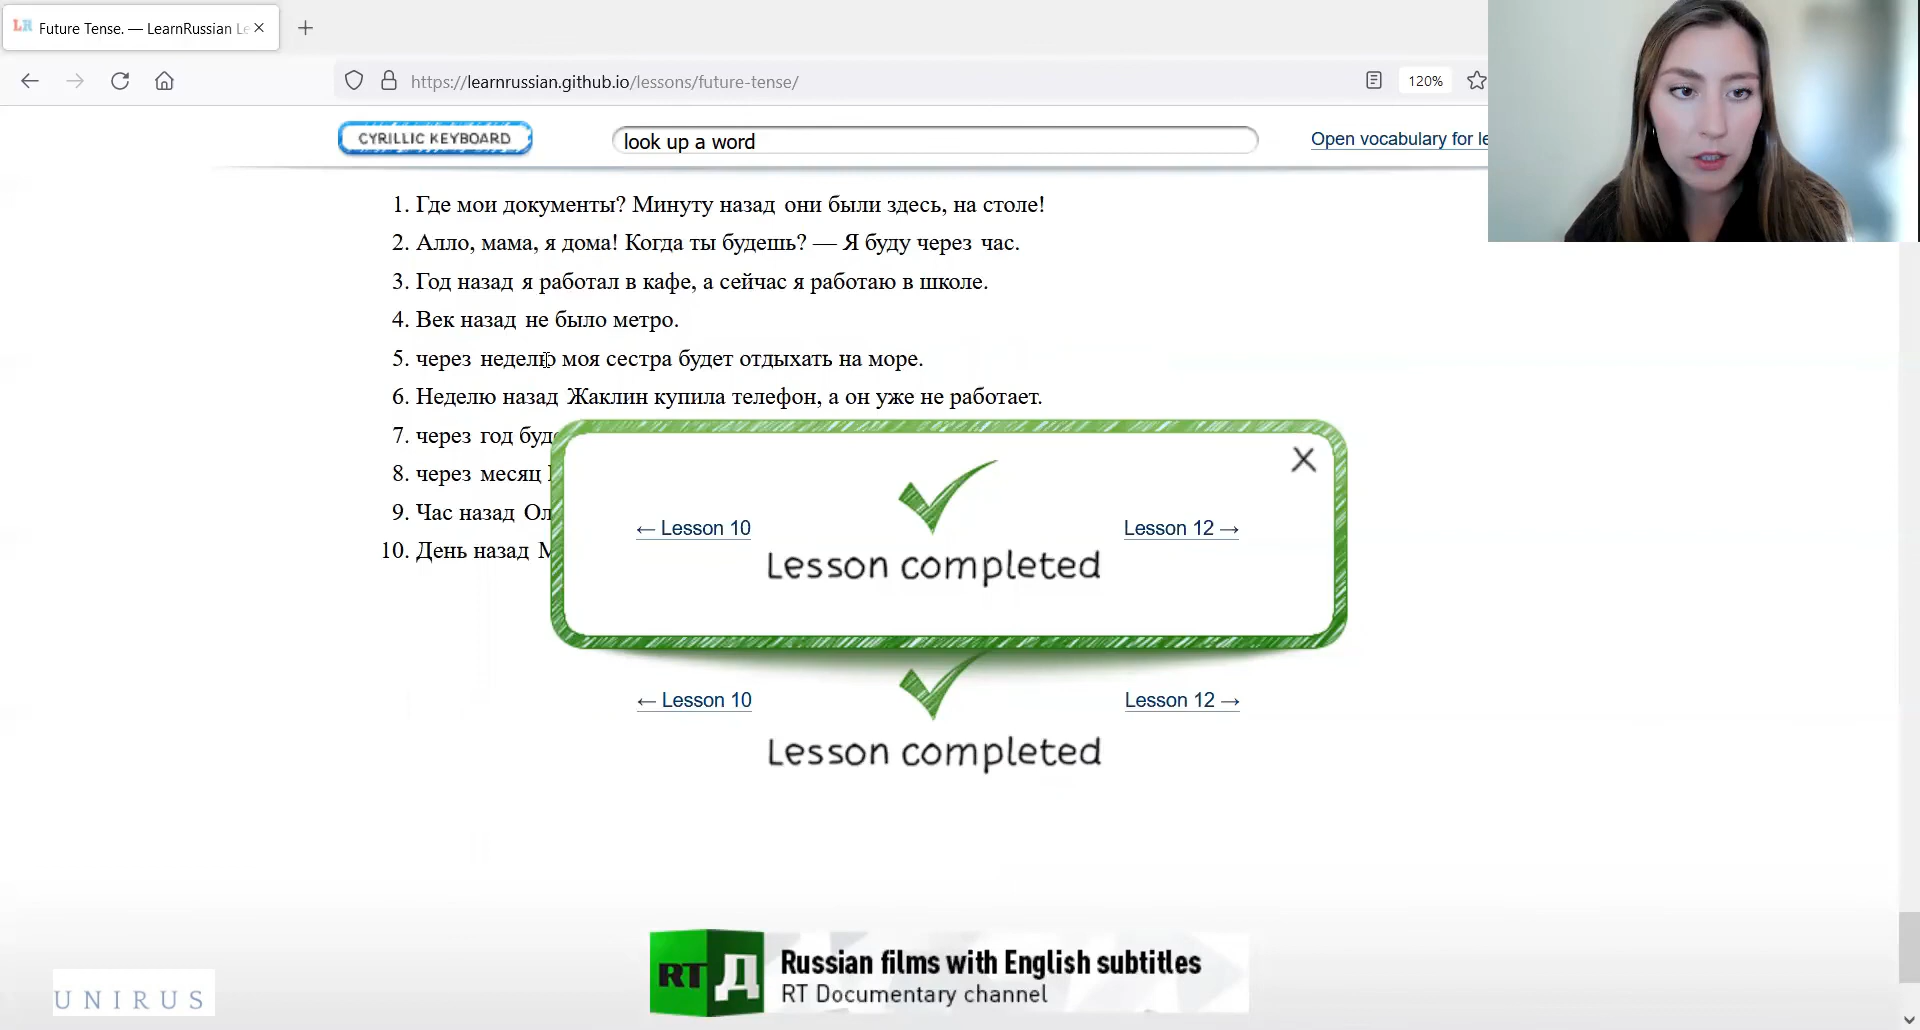 LR Future Tense. — LearnRussian Le
https://learnrussian.github.io/lessons/future-tense/
120%
CYRILLIC KEYBOARD
look up a word
Open vocabulary for le
1. Где мои документы? Минуту назад они были здесь, на столе!
2. Алло, мама, я дома! Когда ты будешь? — Я буду через час.
3. Год назад я работал в кафе, а сейчас я работаю в школе.
4. Век назад не было метро.
5. через неделю моя сестра будет отдыхать на море.
6. Неделю назад Жаклин купила телефон, а он уже не работает.
7. через год буд
8. через месяц
9. Час назад Ол
10. День назад М
← Lesson 10
Lesson 12 →
Lesson completed
← Lesson 10
Lesson 12 →
Lesson completed
RT Д
Russian films with English subtitles
RT Documentary channel
UNIRUS